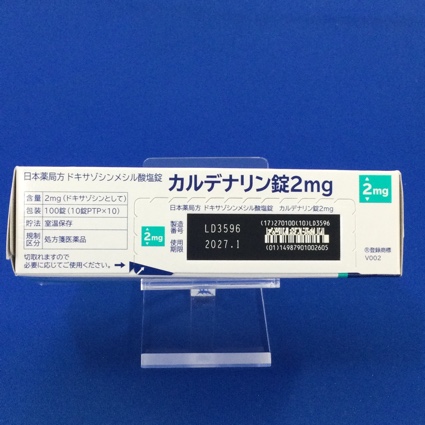 日本薬局方 ドキサゾシンメシル酸塩錠
カルデナリン錠2mg
2mg
含量 2mg(ドキサゾシンとして)
包装 100錠(10錠PTP×10)
貯法 室温保存
規制区分 処方箋医薬品
切取れますので
必要に応じてご使用ください。
2mg
日本薬局方 ドキサゾシンメシル酸塩錠 カルデナリン錠2mg
製造番号 LD3596
使用期限 2027.1
(17)270100(10)LD3596
(01)14987901002605
Ⓡ登録商標
V002